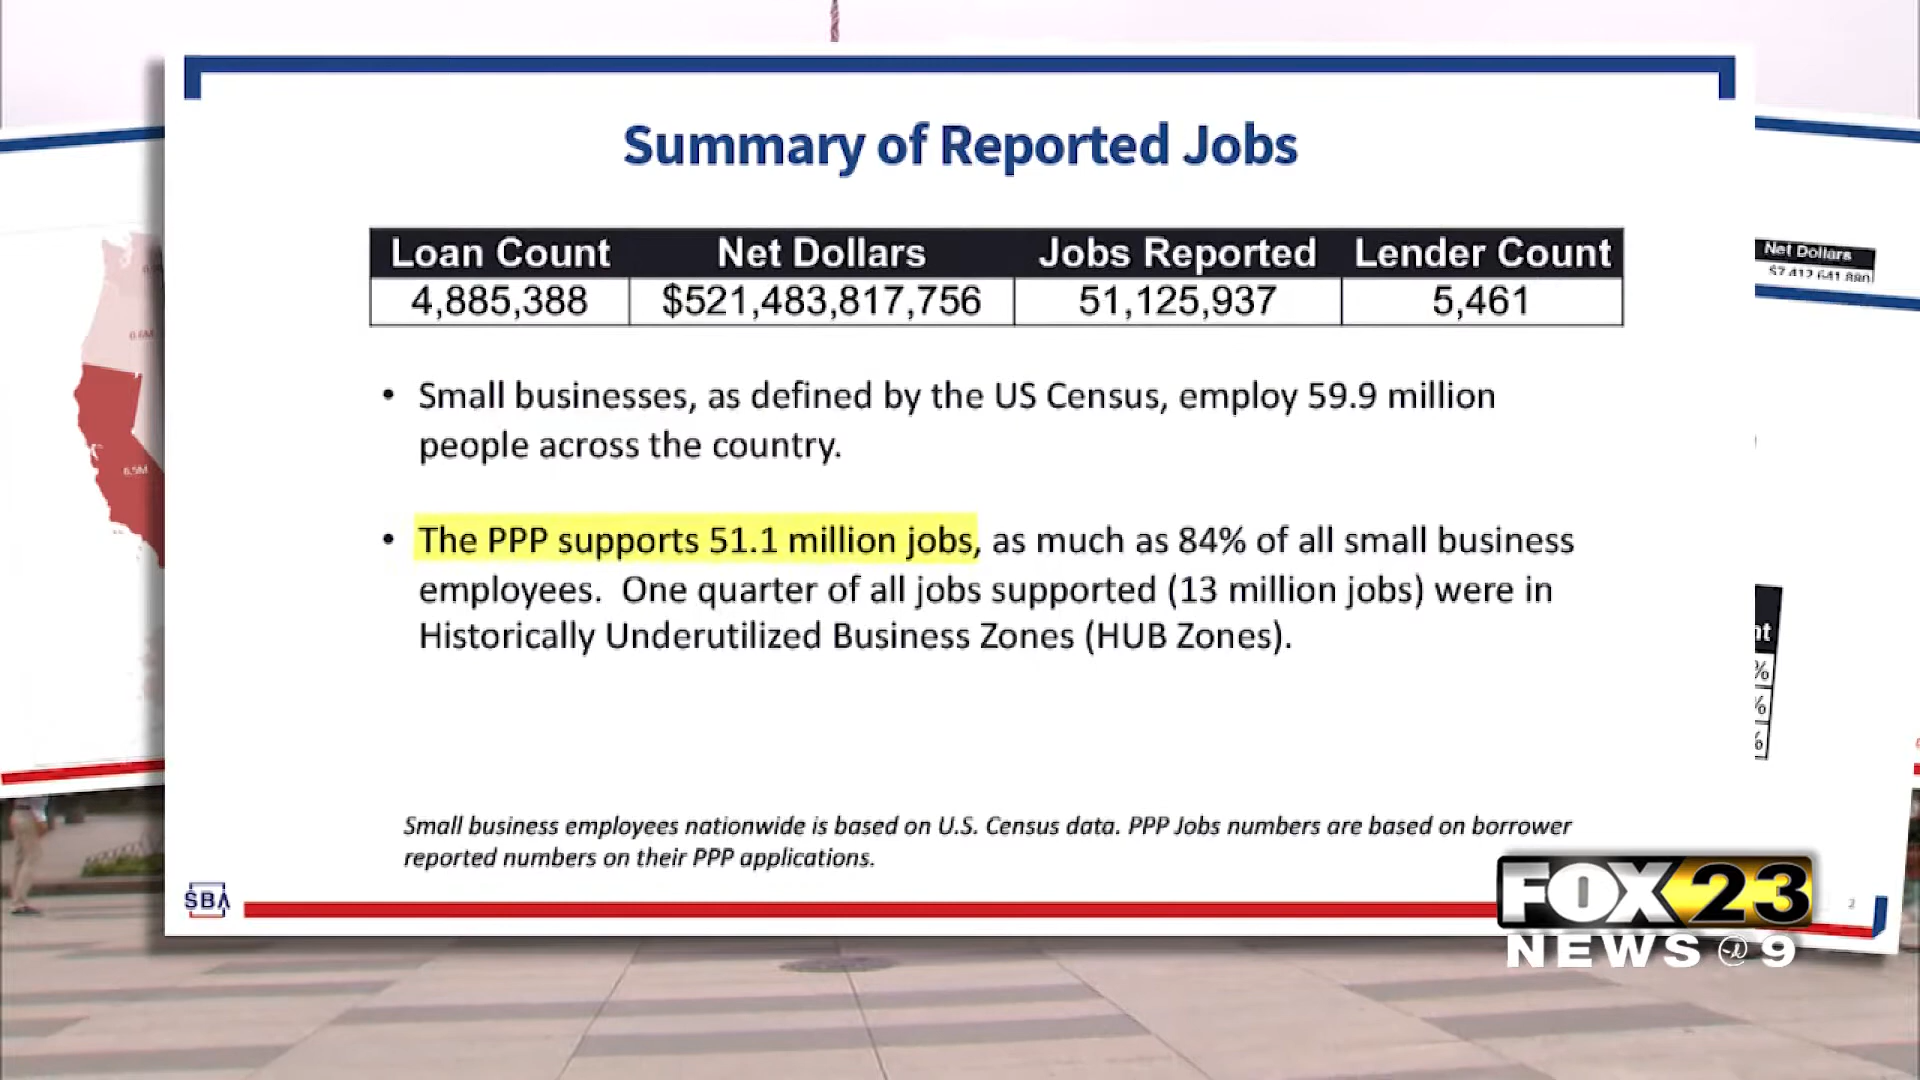 Summary of Reported Jobs
Loan Count Net Dollars Jobs Reported Lender Count
4,885,388 $521,483,817,756 51,125,937 5,461
• Small businesses, as defined by the US Census, employ 59.9 million
people across the country.
• The PPP supports 51.1 million jobs, as much as 84% of all small business
employees. One quarter of all jobs supported (13 million jobs) were in
Historically Underutilized Business Zones (HUB Zones).
Small business employees nationwide is based on U.S. Census data. PPP Jobs numbers are based on borrower
reported numbers on their PPP applications.
SBA
Net Dollars
%
%
6.5M
2
FOX 23
NEWS @ 9